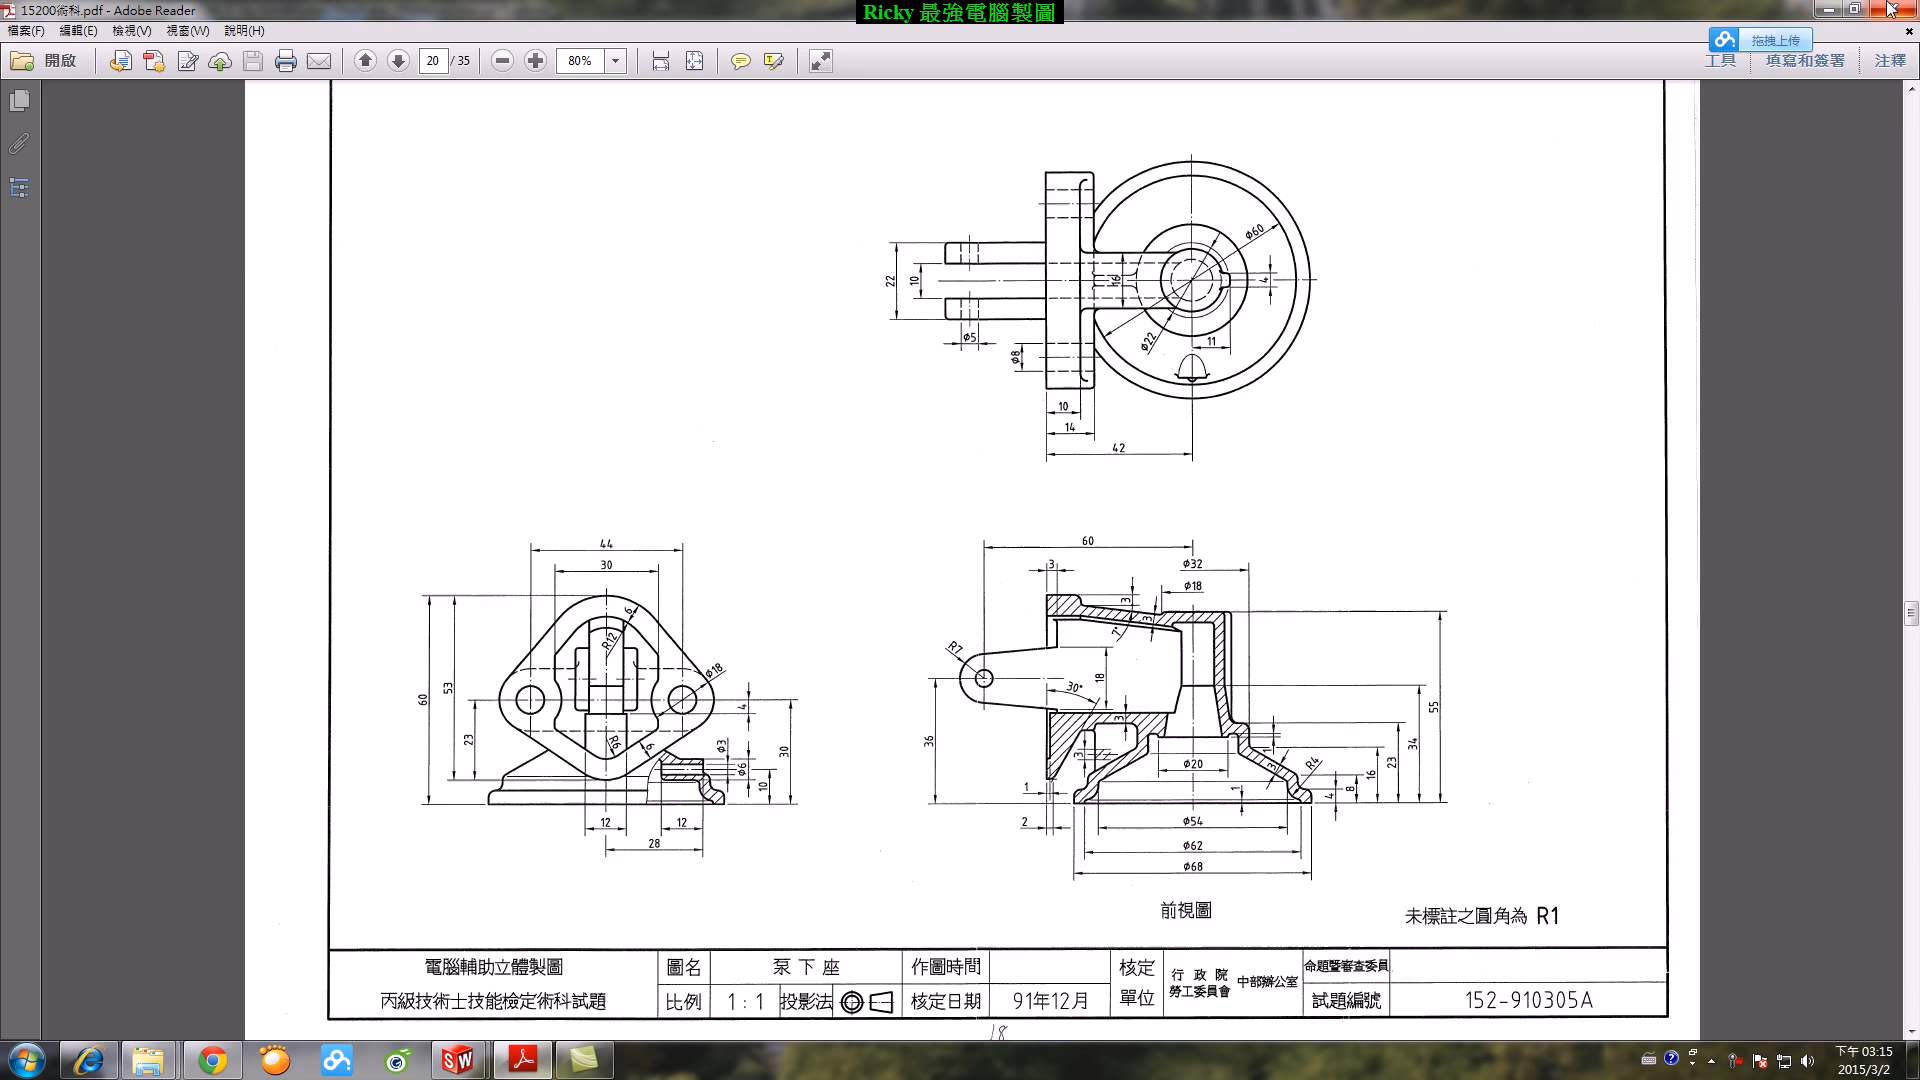 15200術科.pdf - Adobe Reader
Ricky 最強電腦製圖
檔案(F) 編輯(E) 檢視(V) 視窗(W) 說明(H)
拖拽上传
開啟 20 / 35 80% 工具 填寫和簽署 注釋
ϕ60
22 10 16 4
ϕ5 ϕ8 ϕ22 11
10
14
42
44
30
6
R12
ϕ18
60 53 23
4
R6 6 ϕ3 ϕ6 10 30
12 12
28
60
3 ϕ32
ϕ18
3
3
7°
R7
30° 18
36
3
3
1
ϕ20
3 R4
1 1 4 8 16 23 34 55
2
ϕ54
ϕ62
ϕ68
前視圖
未標註之圓角為 R1
電腦輔助立體製圖
丙級技術士技能檢定術科試題
圖名 泵下座 作圖時間
比例 1 : 1 投影法 核定日期 91年12月
核定單位
行政院
勞工委員會
中部辦公室
命題暨審查委員
試題編號 152-910305A
18
下午 03:15
2015/3/2